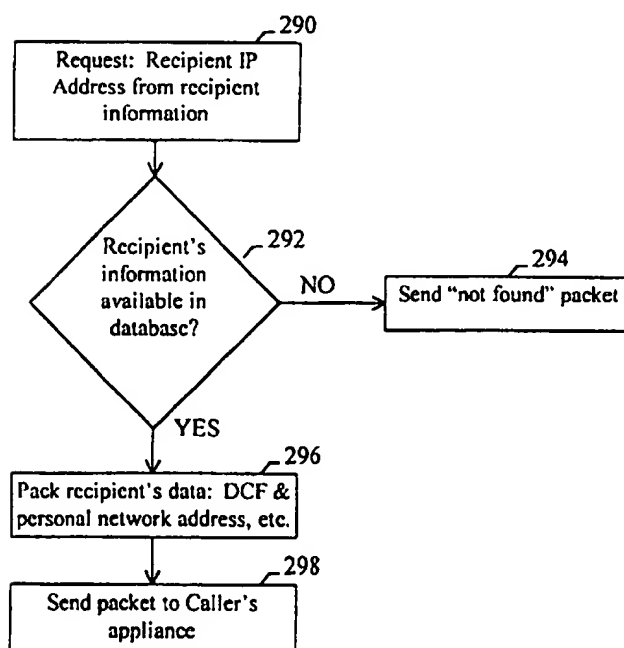 290
Request: Recipient IP
Address from recipient
information
292
Recipient's
information
available in
database?
NO
294
Send “not found” packet
YES
296
Pack recipient's data: DCF &
personal network address, etc.
298
Send packet to Caller's
appliance